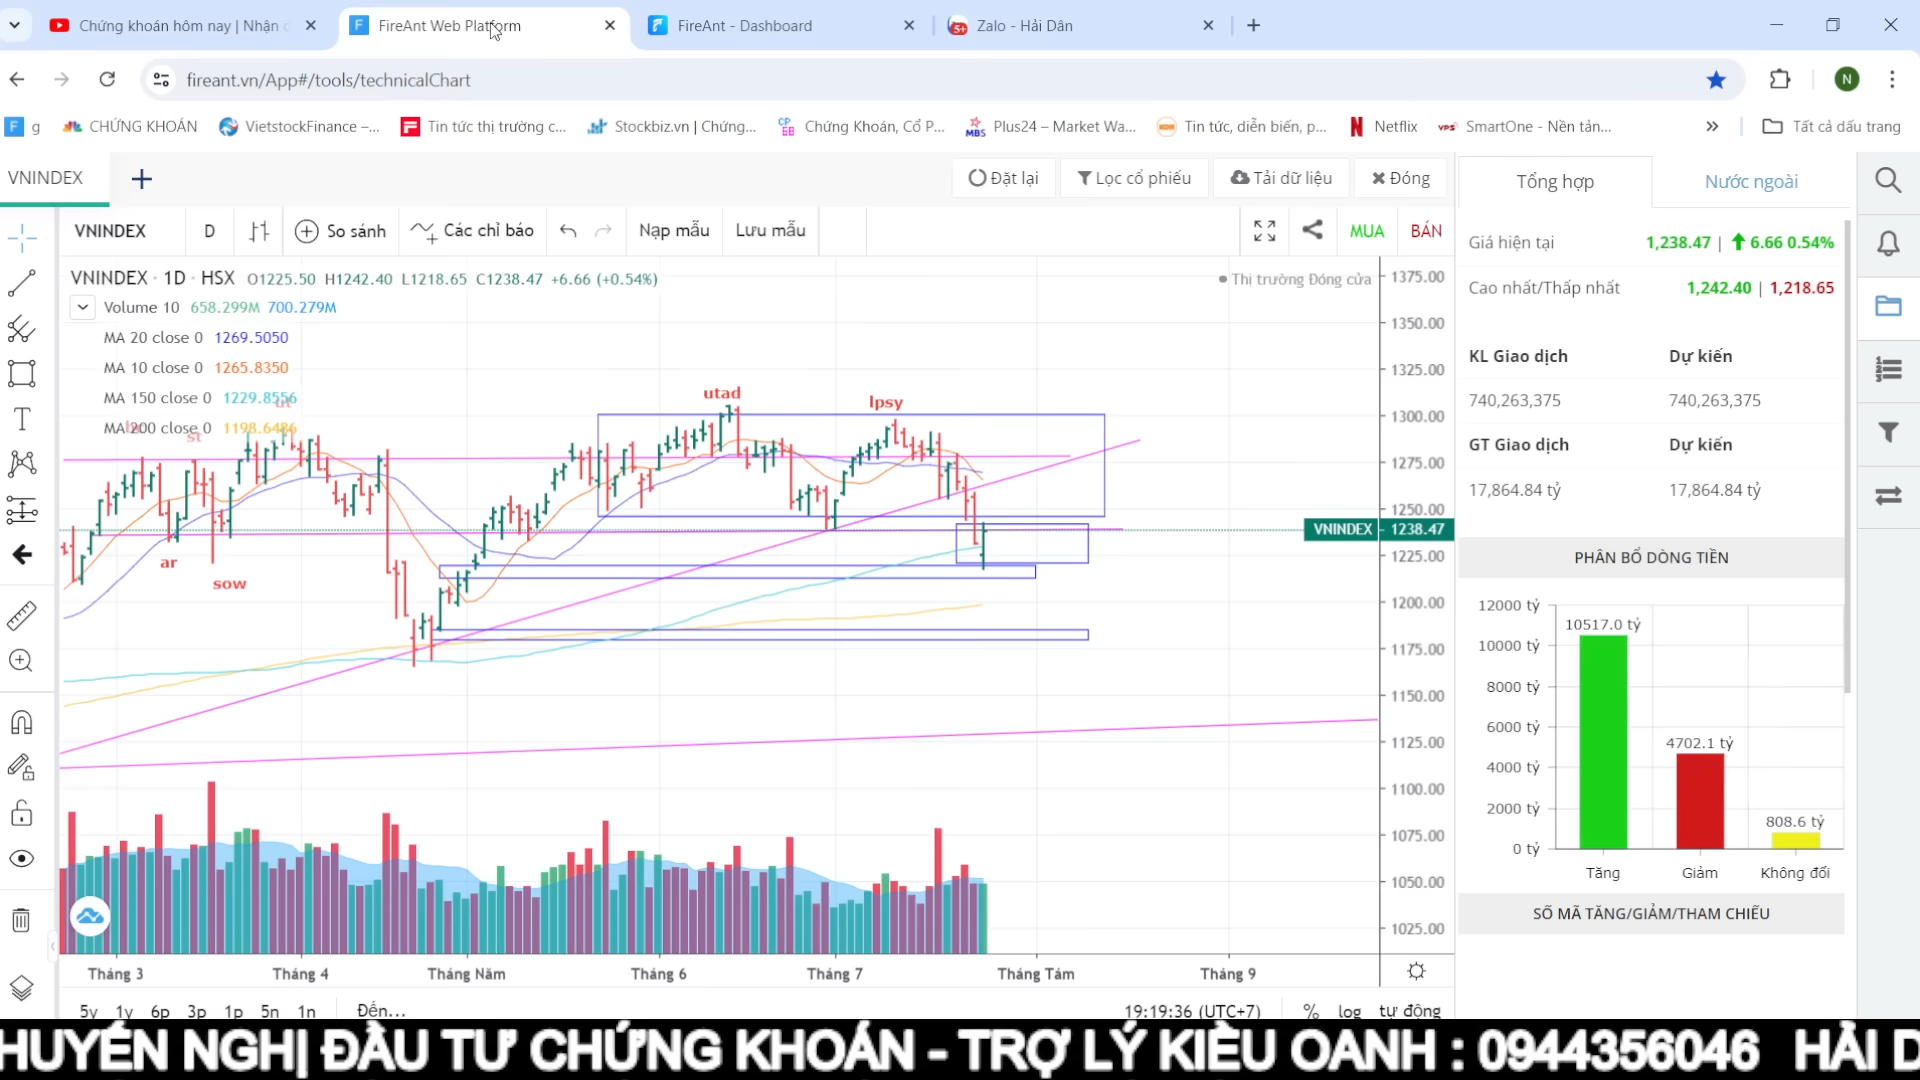 Chứng khoán hôm nay | Nhận c
FireAnt Web Platform
FireAnt - Dashboard
Zalo - Hải Dân
fireant.vn/App#/tools/technicalChart
N
g
CHỨNG KHOÁN
VietstockFinance –...
Tin tức thị trường c...
Stockbiz.vn | Chứng...
Chứng Khoán, Cổ P...
Plus24 – Market Wa...
Tin tức, diễn biến, p...
Netflix
SmartOne - Nền tản...
Tất cả dấu trang
VNINDEX
Đặt lại
Lọc cổ phiếu
Tải dữ liệu
Đóng
VNINDEX
D
So sánh
Các chỉ báo
Nạp mẫu
Lưu mẫu
MUA
BÁN
VNINDEX · 1D · HSX O1225.50 H1242.40 L1218.65 C1238.47 +6.66 (+0.54%)
Thị trường Đóng cửa
Volume 10 658.299M 700.279M
MA 20 close 0 1269.5050
MA 10 close 0 1265.8350
MA 150 close 0 1229.8556
MA 200 close 0 1198.6486
st
ar
sow
utad
lpsy
1375.00
1350.00
1325.00
1300.00
1275.00
1250.00
VNINDEX 1238.47
1225.00
1200.00
1175.00
1150.00
1125.00
1100.00
1075.00
1050.00
1025.00
Tháng 3
Tháng 4
Tháng Năm
Tháng 6
Tháng 7
Tháng Tám
Tháng 9
5y 1y 6p 3p 1p 5n 1n
Đến...
19:19:36 (UTC+7)
% log tự động
Tổng hợp
Nước ngoài
Giá hiện tại
1,238.47 | 6.66 0.54%
Cao nhất/Thấp nhất
1,242.40 | 1,218.65
KL Giao dịch
Dự kiến
740,263,375
740,263,375
GT Giao dịch
Dự kiến
17,864.84 tỷ
17,864.84 tỷ
PHÂN BỔ DÒNG TIỀN
12000 tỷ
10000 tỷ
8000 tỷ
6000 tỷ
4000 tỷ
2000 tỷ
0 tỷ
10517.0 tỷ
4702.1 tỷ
808.6 tỷ
Tăng
Giảm
Không đổi
SỐ MÃ TĂNG/GIẢM/THAM CHIẾU
HUYẾN NGHỊ ĐẦU TƯ CHỨNG KHOÁN - TRỢ LÝ KIỀU OANH : 0944356046 HẢI D